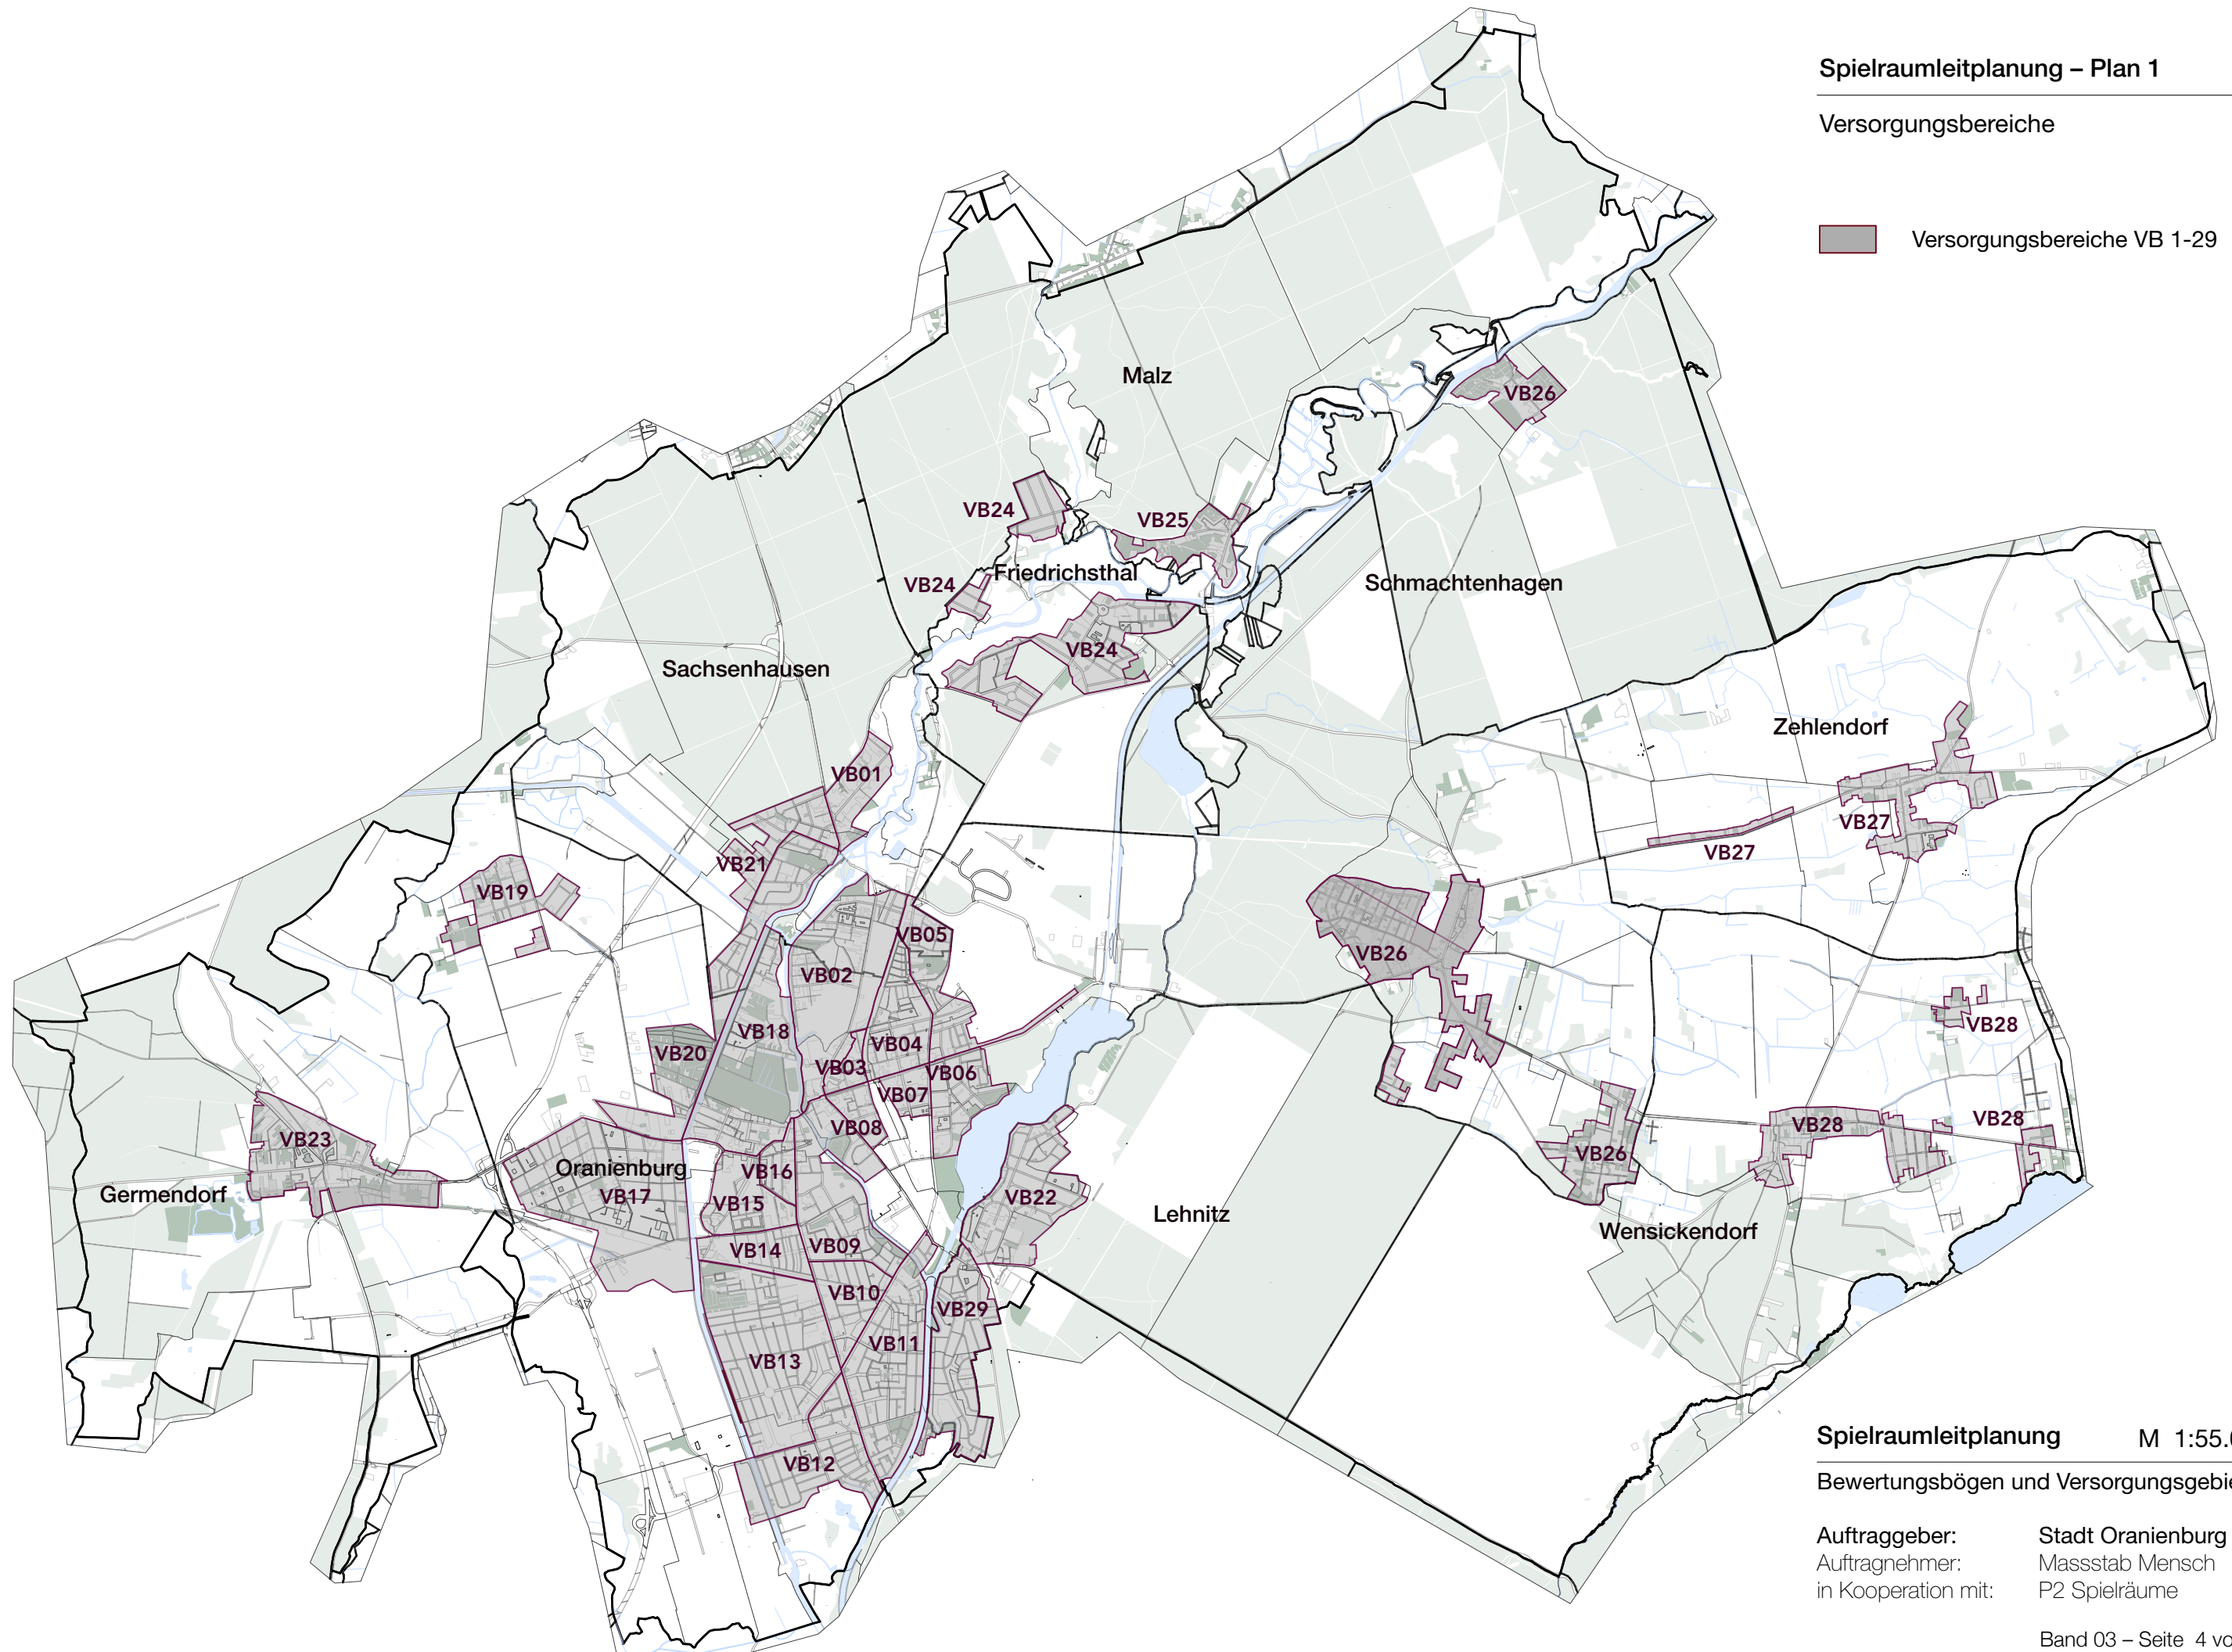 Spielraumleitplanung – Plan 1
Versorgungsbereiche
Versorgungsbereiche VB 1-29
Malz
VB26
VB24
VB25
Friedrichsthal
VB24
Schmachtenhagen
VB24
Sachsenhausen
Zehlendorf
VB01
VB27
VB27
VB21
VB19
VB05
VB26
VB02
VB28
VB18
VB04
VB20
VB03
VB06
VB07
VB28
VB28
VB08
VB23
VB26
Oranienburg
VB16
Germendorf
VB17
VB22
VB15
Lehnitz
Wensickendorf
VB09
VB14
VB10
VB29
VB11
VB13
VB12
Spielraumleitplanung M 1:55.
Bewertungsbögen und Versorgungsgebie
Auftraggeber: Stadt Oranienburg
Auftragnehmer: Massstab Mensch
in Kooperation mit: P2 Spielräume
Band 03 – Seite 4 vo